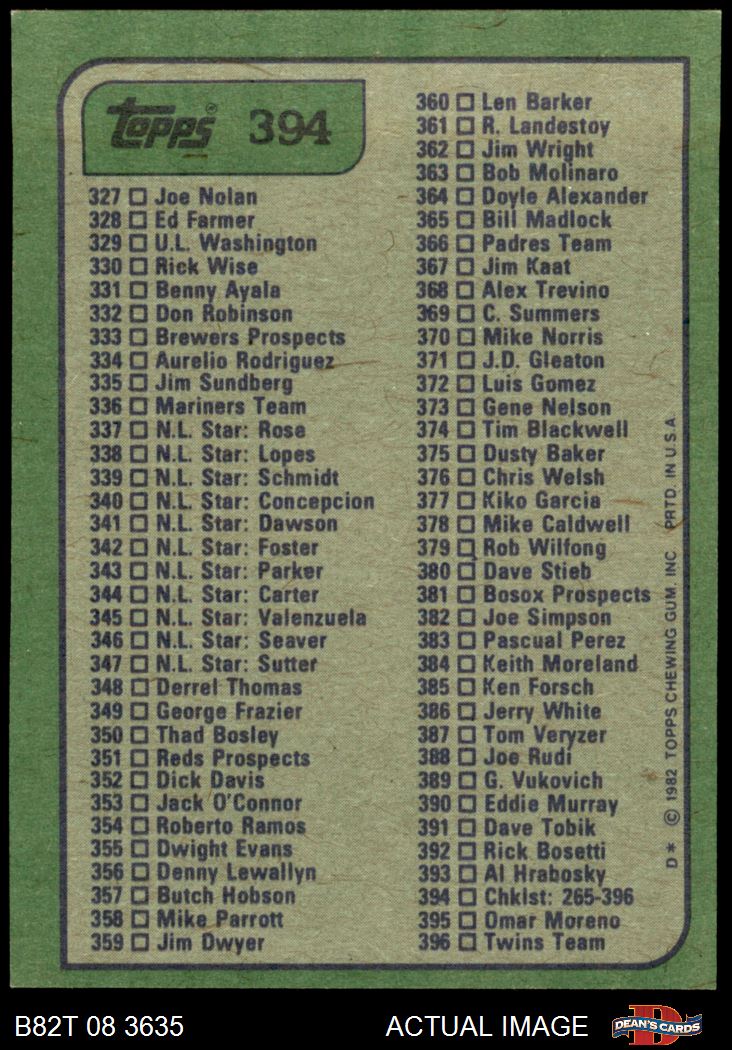 Topps® 394
327 Joe Nolan
328 Ed Farmer
329 U.L. Washington
330 Rick Wise
331 Benny Ayala
332 Don Robinson
333 Brewers Prospects
334 Aurelio Rodriguez
335 Jim Sundberg
336 Mariners Team
337 N.L. Star: Rose
338 N.L. Star: Lopes
339 N.L. Star: Schmidt
340 N.L. Star: Concepcion
341 N.L. Star: Dawson
342 N.L. Star: Foster
343 N.L. Star: Parker
344 N.L. Star: Carter
345 N.L. Star: Valenzuela
346 N.L. Star: Seaver
347 N.L. Star: Sutter
348 Derrel Thomas
349 George Frazier
350 Thad Bosley
351 Reds Prospects
352 Dick Davis
353 Jack O'Connor
354 Roberto Ramos
355 Dwight Evans
356 Denny Lewallyn
357 Butch Hobson
358 Mike Parrott
359 Jim Dwyer
360 Len Barker
361 R. Landestoy
362 Jim Wright
363 Bob Molinaro
364 Doyle Alexander
365 Bill Madlock
366 Padres Team
367 Jim Kaat
368 Alex Trevino
369 C. Summers
370 Mike Norris
371 J.D. Gleaton
372 Luis Gomez
373 Gene Nelson
374 Tim Blackwell
375 Dusty Baker
376 Chris Welsh
377 Kiko Garcia
378 Mike Caldwell
379 Rob Wilfong
380 Dave Stieb
381 Bosox Prospects
382 Joe Simpson
383 Pascual Perez
384 Keith Moreland
385 Ken Forsch
386 Jerry White
387 Tom Veryzer
388 Joe Rudi
389 G. Vukovich
390 Eddie Murray
391 Dave Tobik
392 Rick Bosetti
393 Al Hrabosky
394 Chklst: 265-396
395 Omar Moreno
396 Twins Team
D* © 1982 TOPPS CHEWING GUM, INC. PRTD. IN U.S.A.
B82T 08 3635 ACTUAL IMAGE DEAN'S CARDS